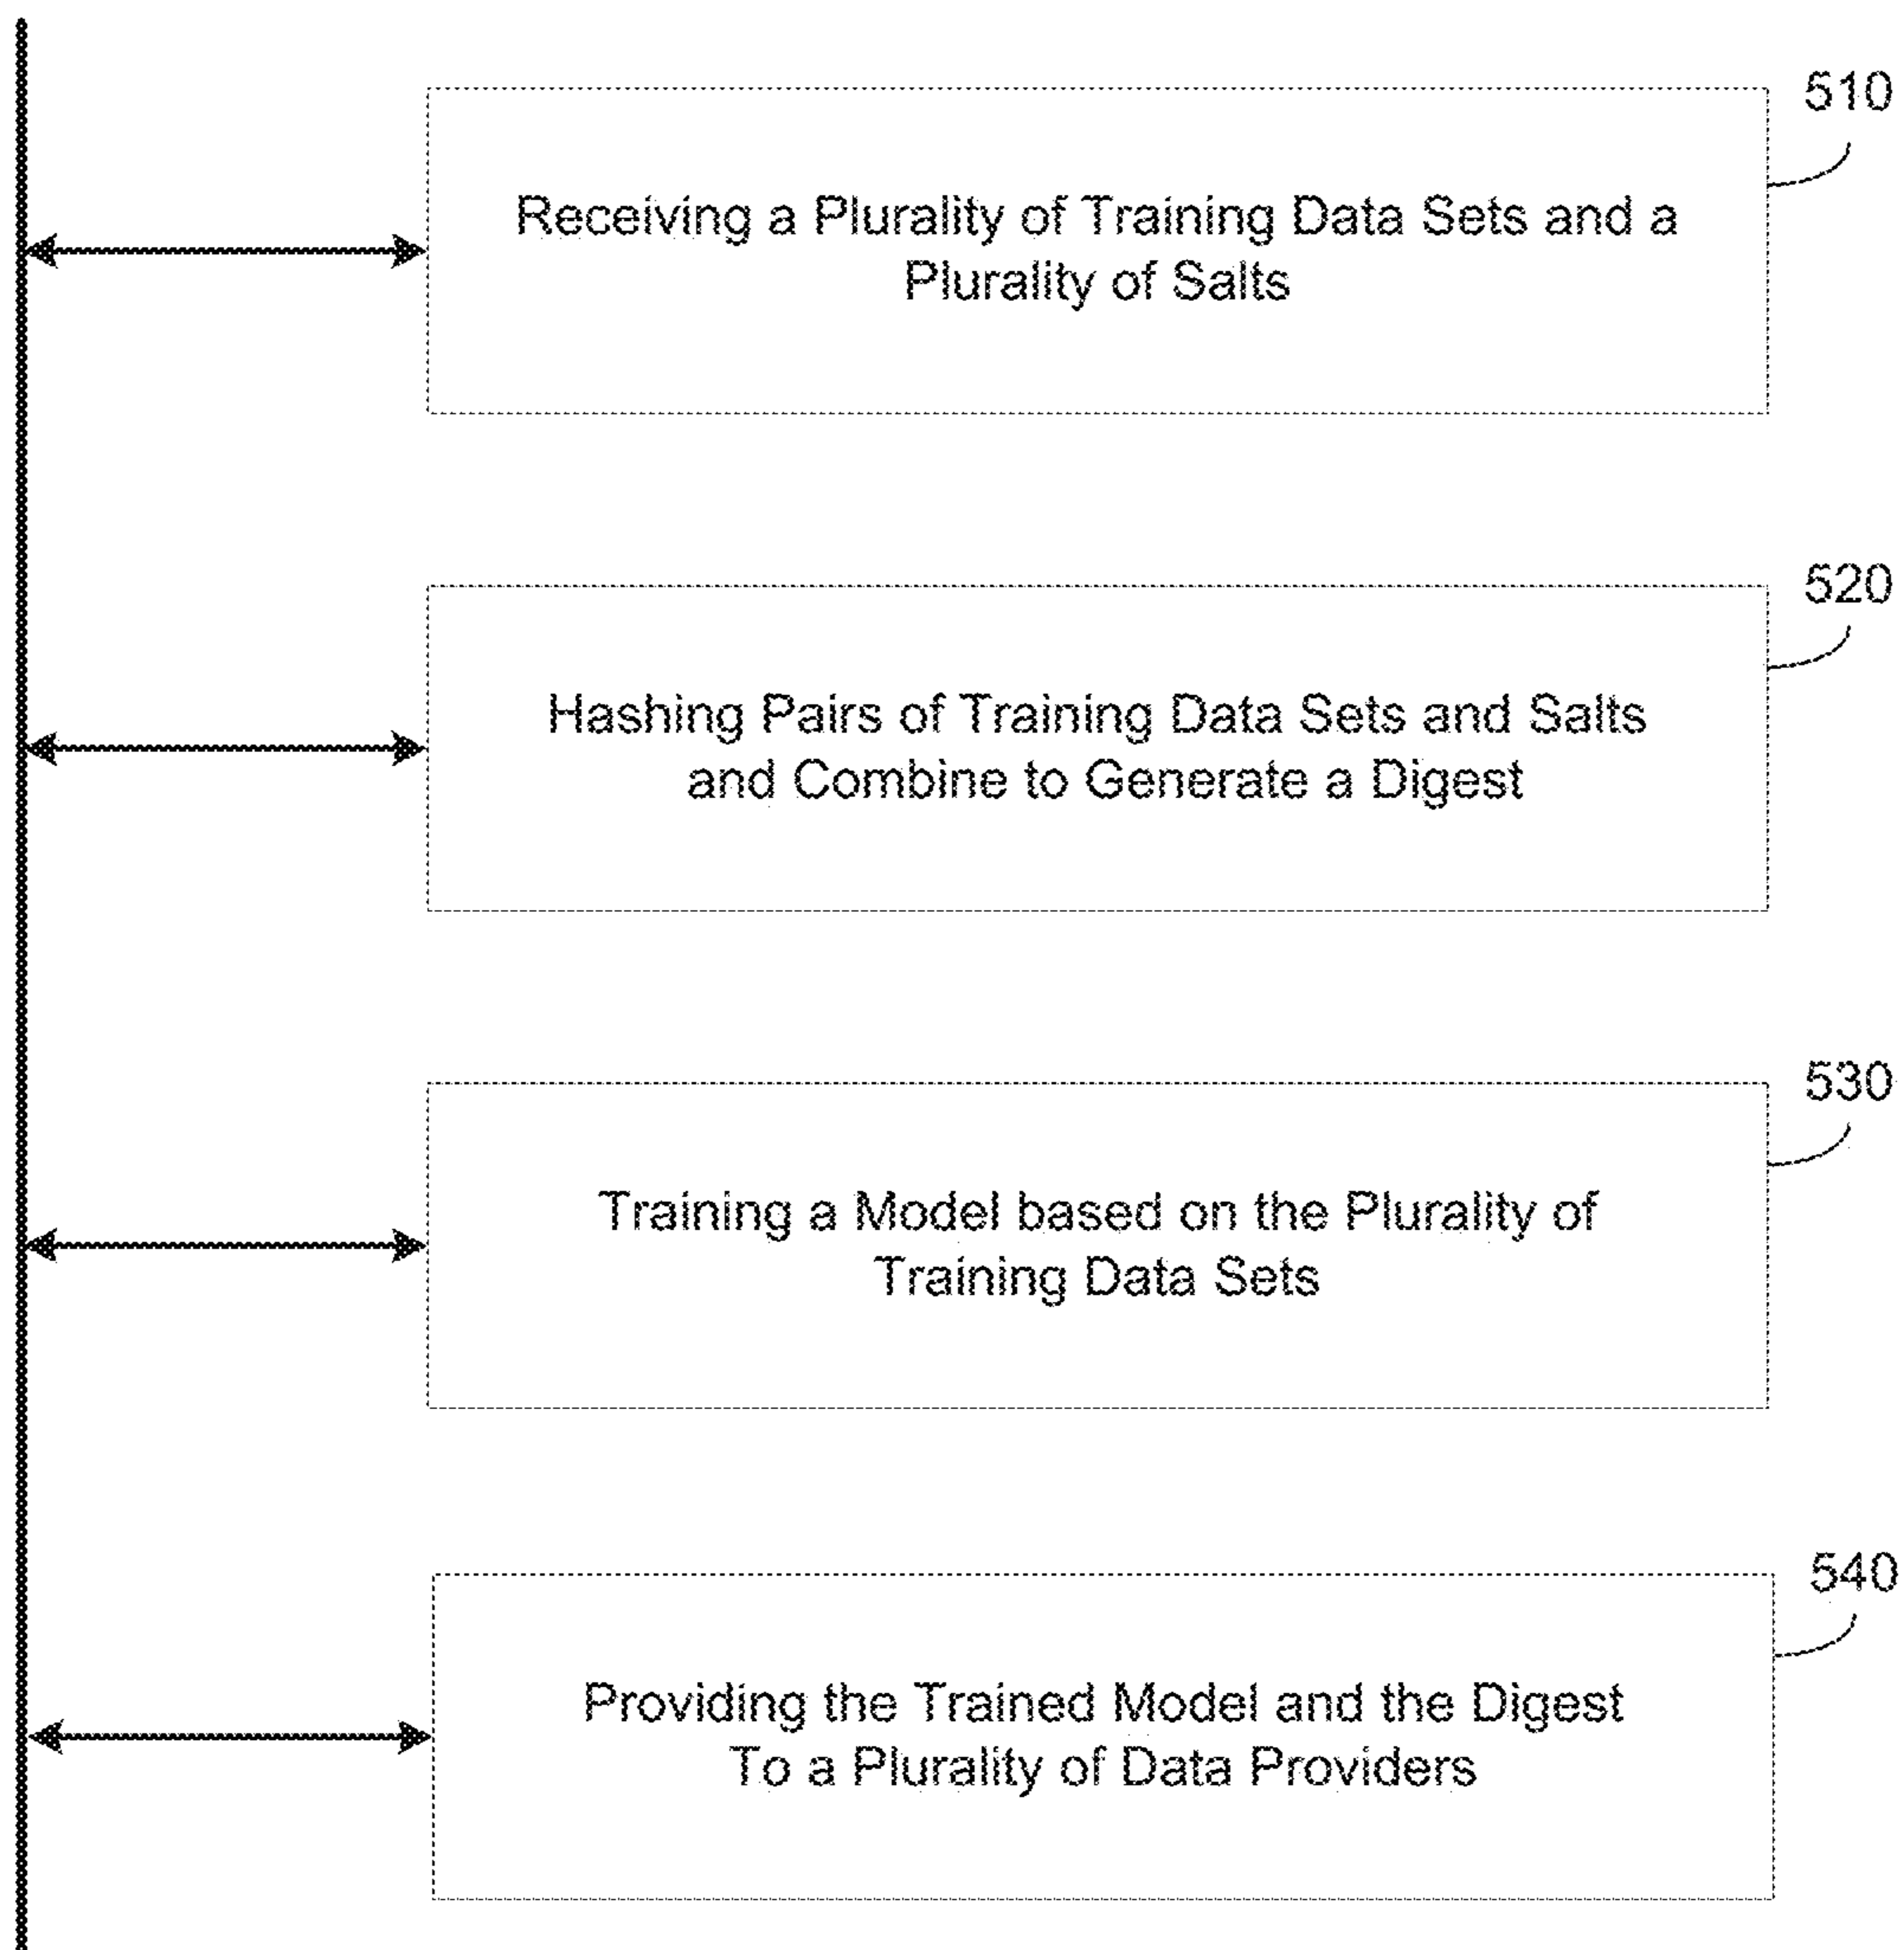 510
Receiving a Plurality of Training Data Sets and a
Plurality of Salts
520
Hashing Pairs of Training Data Sets and Salts
and Combine to Generate a Digest
530
Training a Model based on the Plurality of
Training Data Sets
540
Providing the Trained Model and the Digest
To a Plurality of Data Providers